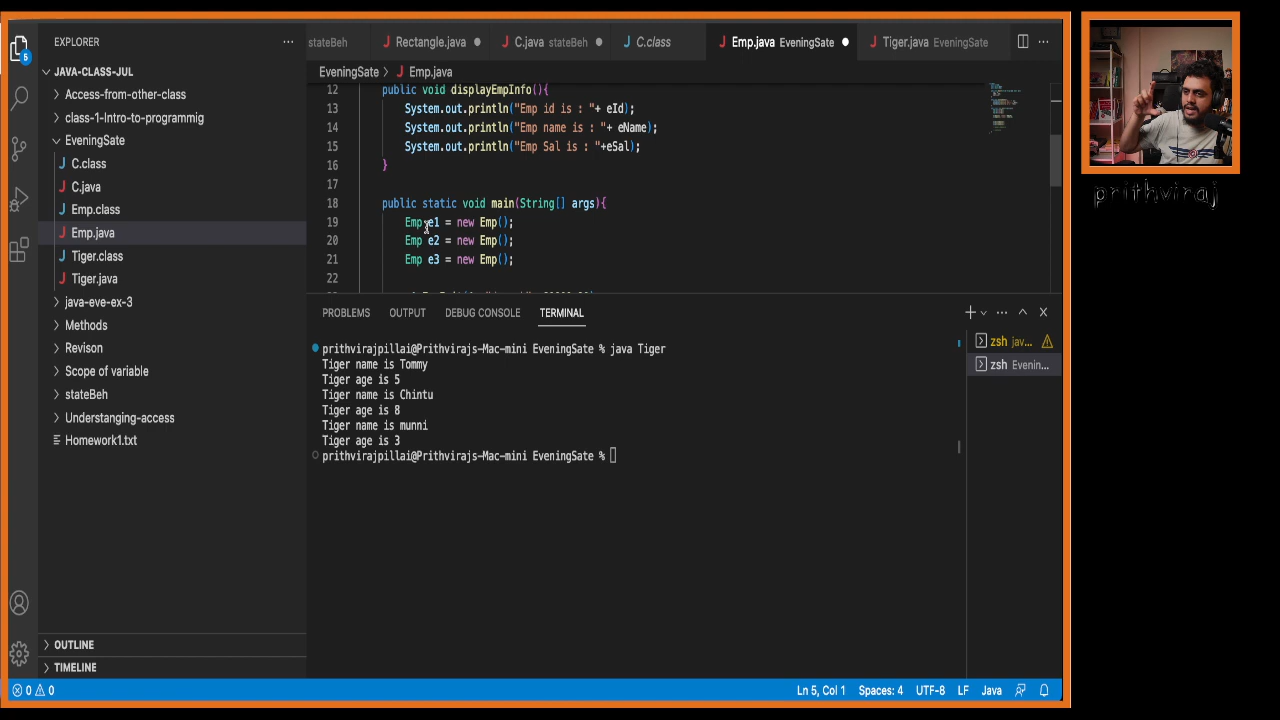 EXPLORER
JAVA-CLASS-JUL
Access-from-other-class
class-1-Intro-to-programmig
EveningSate
C.class
C.java
Emp.class
Emp.java
Tiger.class
Tiger.java
java-eve-ex-3
Methods
Revison
Scope of variable
stateBeh
Understanging-access
Homework1.txt
OUTLINE
TIMELINE
5
stateBeh Rectangle.java C.java stateBeh C.class Emp.java EveningSate Tiger.java EveningSate
EveningSate Emp.java
12 public void displayEmpInfo(){
13 System.out.println("Emp id is : "+ eId);
14 System.out.println("Emp name is : "+ eName);
15 System.out.println("Emp Sal is : "+eSal);
16 }
17
18 public static void main(String[] args){
19 Emp e1 = new Emp();
20 Emp e2 = new Emp();
21 Emp e3 = new Emp();
22
PROBLEMS OUTPUT DEBUG CONSOLE TERMINAL
prithvirajpillai@Prithvirajs-Mac-mini EveningSate % java Tiger
Tiger name is Tommy
Tiger age is 5
Tiger name is Chintu
Tiger age is 8
Tiger name is munni
Tiger age is 3
prithvirajpillai@Prithvirajs-Mac-mini EveningSate %
zsh jav...
zsh Evenin...
0 0 Ln 5, Col 1 Spaces: 4 UTF-8 LF Java
prithviraj